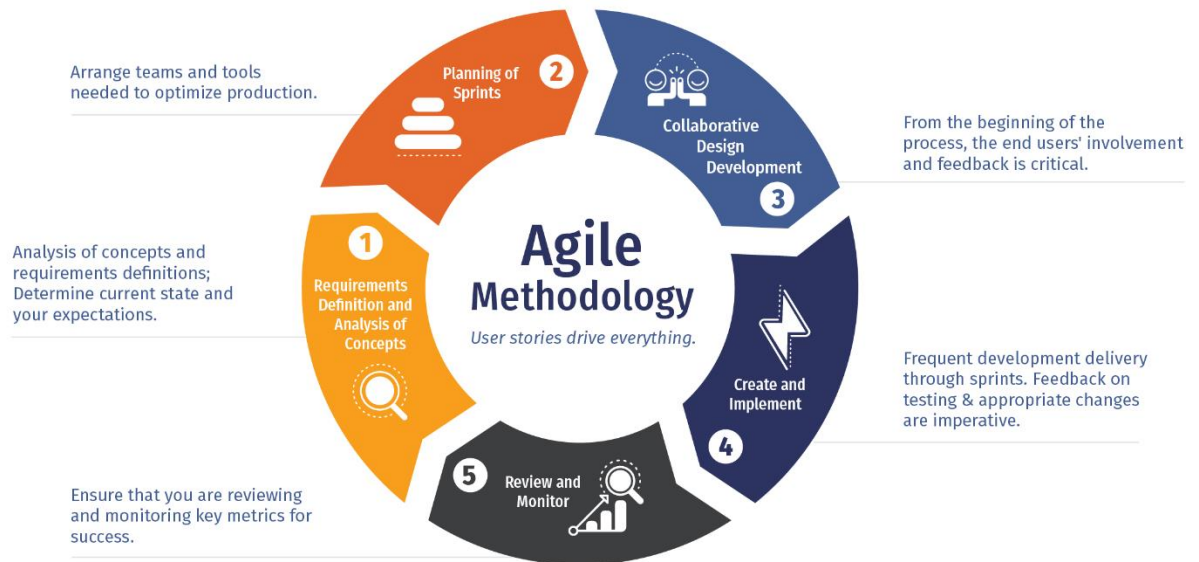 Agile
Methodology
User stories drive everything.
1
Requirements
Definition and
Analysis of
Concepts
Analysis of concepts and
requirements definitions;
Determine current state and
your expectations.
2
Planning of
Sprints
Arrange teams and tools
needed to optimize production.
Collaborative
Design
Development
3
From the beginning of the
process, the end users' involvement
and feedback is critical.
Create and
Implement
4
Frequent development delivery
through sprints. Feedback on
testing & appropriate changes
are imperative.
5
Review and
Monitor
Ensure that you are reviewing
and monitoring key metrics for
success.